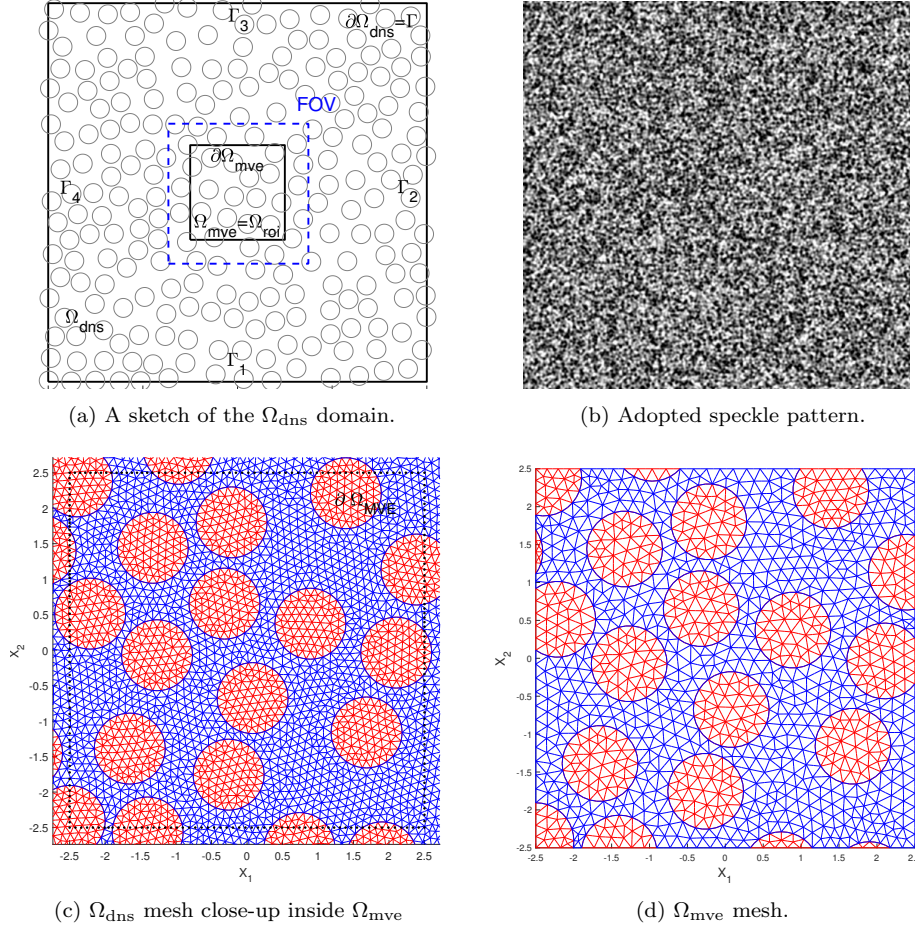 Γ3
∂Ωdns=Γ
FOV
∂Ωmve
Γ4
Γ2
Ωmve=Ωroi
Ωdns
Γ1
(a) A sketch of the Ωdns domain.
(b) Adopted speckle pattern.
2.5
2
1.5
1
0.5
0
-0.5
-1
-1.5
-2
-2.5
X2
∂ΩMVE
-2.5 -2 -1.5 -1 -0.5 0 0.5 1 1.5 2 2.5
X1
(c) Ωdns mesh close-up inside Ωmve
2.5
2
1.5
1
0.5
0
-0.5
-1
-1.5
-2
-2.5
X2
-2.5 -2 -1.5 -1 -0.5 0 0.5 1 1.5 2 2.5
X1
(d) Ωmve mesh.